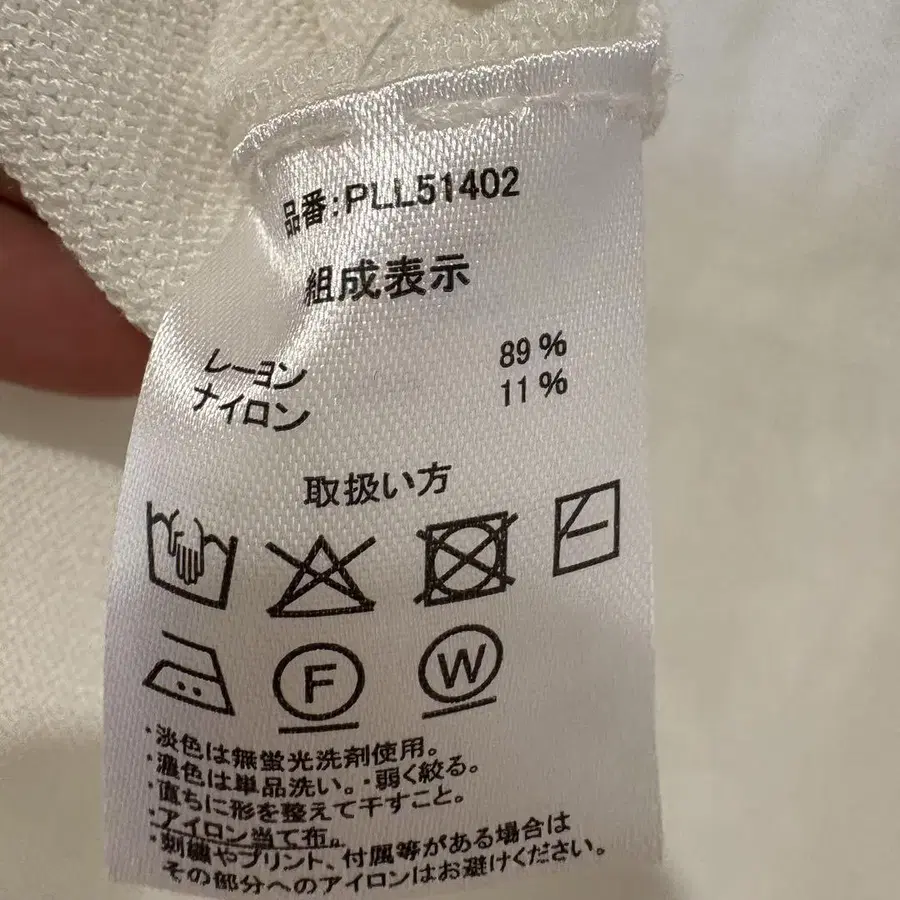 品番:PLL51402
組成表示
レーヨン 89%
ナイロン 11%
取扱い方
F W
・淡色は無蛍光洗剤使用。
・濃色は単品洗い。・弱く絞る。
・直ちに形を整えて干すこと。
・アイロン当て布。
・刺繍やプリント、付属等がある場合は
その部分へのアイロンはお避けください。